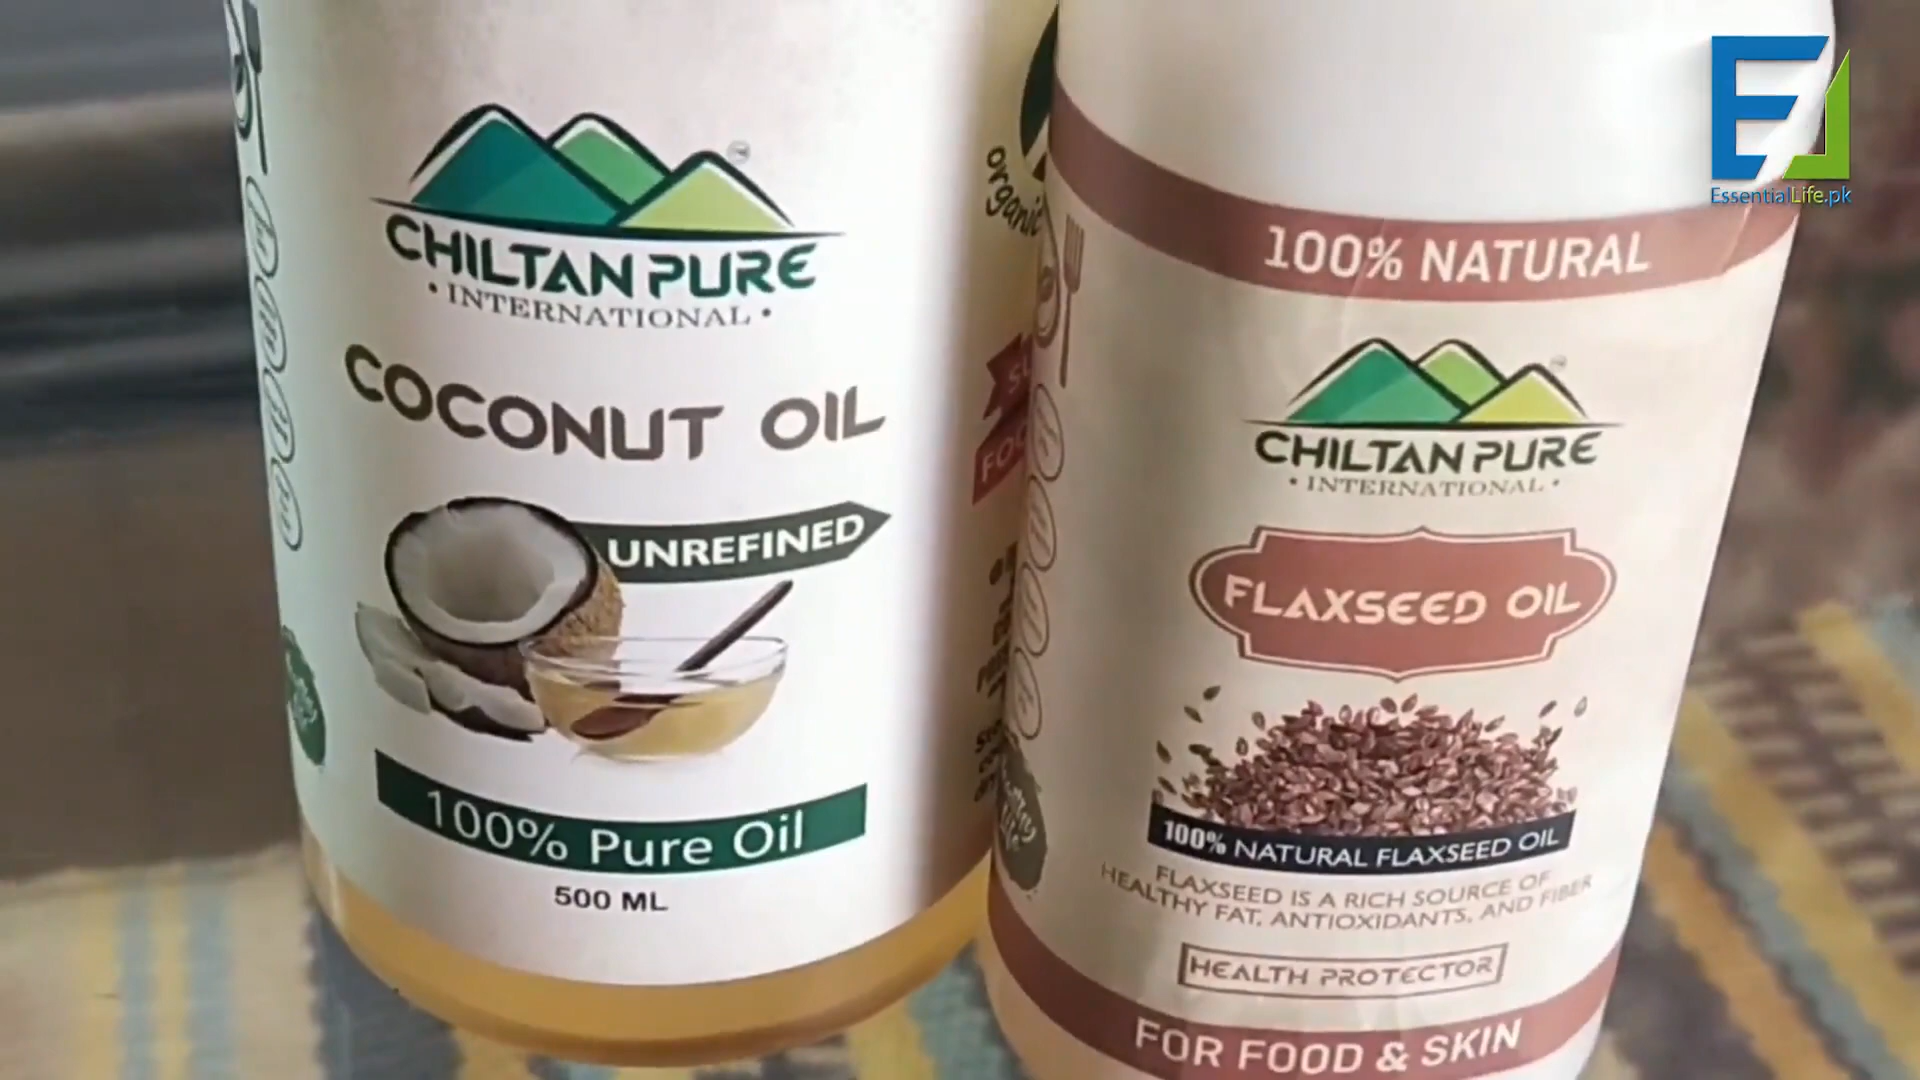 CHILTAN PURE
• INTERNATIONAL •
COCONUT OIL
UNREFINED
100% Pure Oil
500 ML
organic
100% NATURAL
CHILTAN PURE
• INTERNATIONAL •
FLAXSEED OIL
100% NATURAL FLAXSEED OIL
FLAXSEED IS A RICH SOURCE OF
HEALTHY FAT, ANTIOXIDANTS, AND FIBER
HEALTH PROTECTOR
FOR FOOD & SKIN
EssentialLife.pk